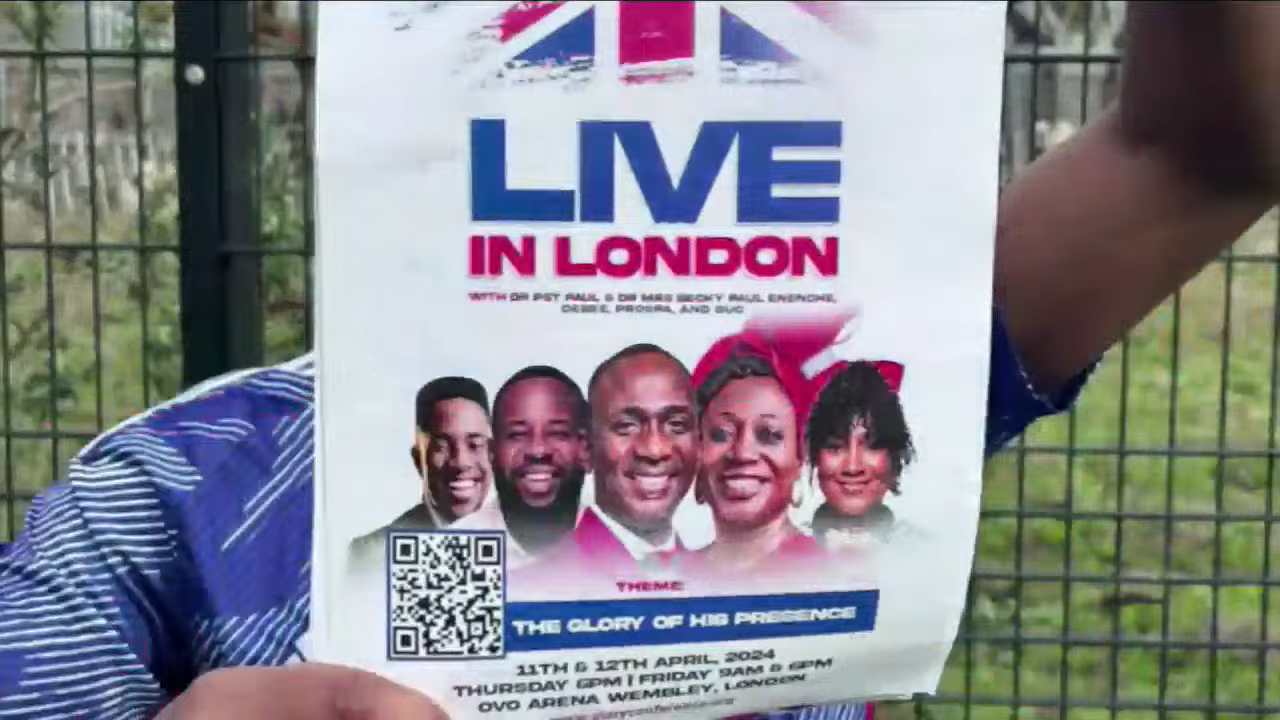 LIVE
IN LONDON
WITH DR PST PAUL & DR MRS BECKY PAUL ENENCHE,
DEBEE, PROSPA, AND GUC
THEME:
THE GLORY OF HIS PRESENCE
11TH & 12TH APRIL, 2024
THURSDAY 6PM | FRIDAY 9AM & 6PM
OVO ARENA WEMBLEY, LONDON